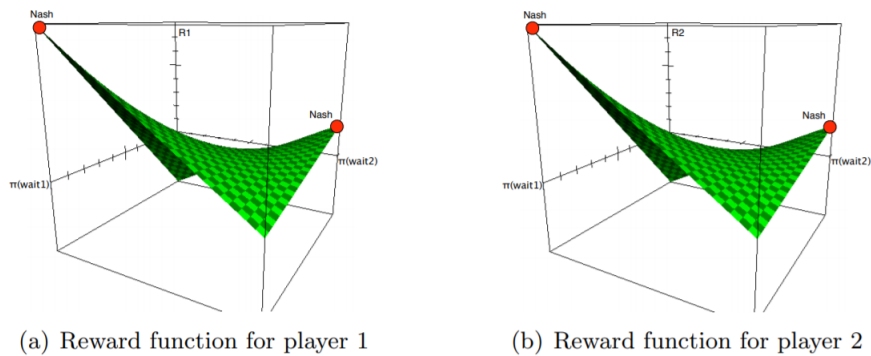 Nash
R1
Nash
π(wait1)
π(wait2)
(a) Reward function for player 1
Nash
R2
Nash
π(wait1)
π(wait2)
(b) Reward function for player 2